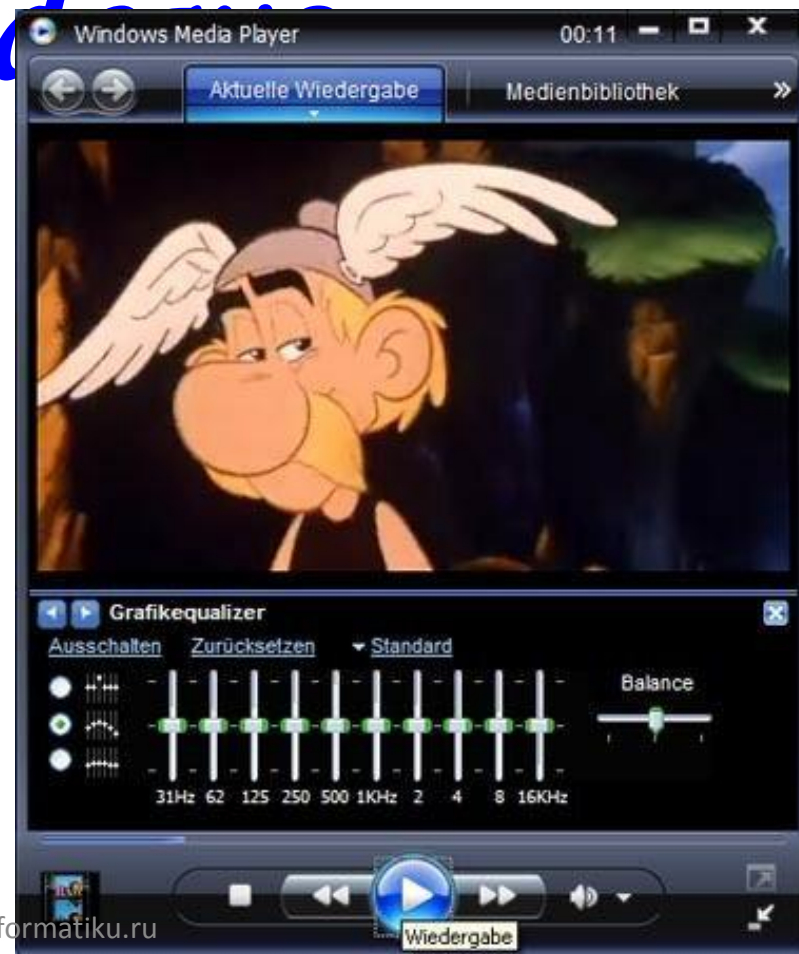 Windows Media Player 00:11
Aktuelle Wiedergabe Medienbibliothek »
Grafikequalizer
Ausschalten Zurücksetzen Standard
Balance
31Hz 62 125 250 500 1KHz 2 4 8 16KHz
formatiku.ru
Wiedergabe